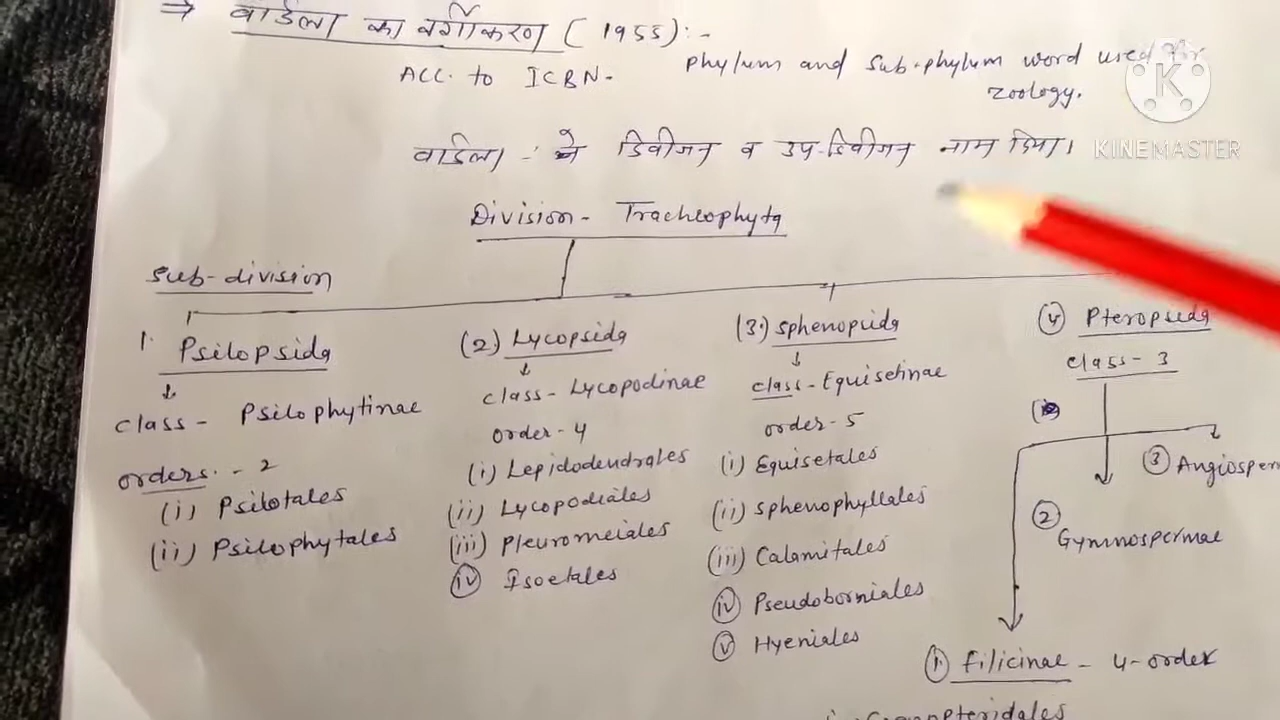 ⇒ वार्डला का वर्गीकरण ( 1955 ) : -
ACC. to ICBN - phylum and sub-phylum word used for
zoology.
वार्डला - ने डिवीजन व उप-डिवीजन नाम दिया।
K
KINEMASTER
Division - Tracheophyta
Sub-division
1. Psilopsida
class - Psilophytinae
orders. - 2
(i) Psilotales
(ii) Psilophytales
(2) Lycopsida
class - Lycopodinae
order - 4
(i) Lepidodendrales
(ii) Lycopodiales
(iii) Pleuromeiales
(iv) Isoetales
(3.) Sphenopsida
class - Equisetinae
order - 5
(i) Equisetales
(ii) Sphenophyllales
(iii) Calamitales
(iv) Pseudoborniales
(v) Hyeniales
(4) Pteropsida
class - 3
(3) Angiosperm
(2)
Gymnospermae
(1.) Filicinae - 4-order